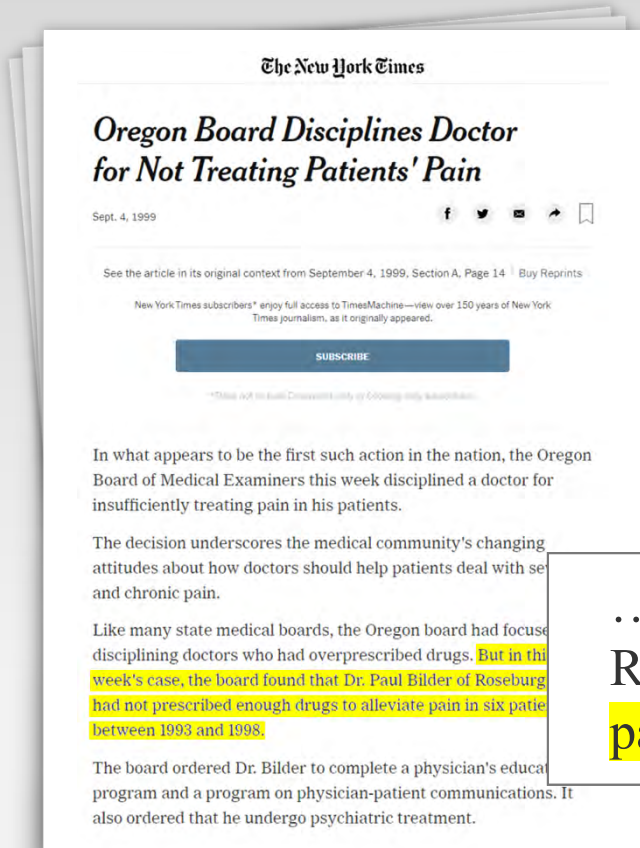 The New York Times
Oregon Board Disciplines Doctor
for Not Treating Patients' Pain
Sept. 4, 1999
See the article in its original context from September 4, 1999, Section A, Page 14 | Buy Reprints
New York Times subscribers* enjoy full access to TimesMachine—view over 150 years of New York
Times journalism, as it originally appeared.
SUBSCRIBE
In what appears to be the first such action in the nation, the Oregon
Board of Medical Examiners this week disciplined a doctor for
insufficiently treating pain in his patients.
The decision underscores the medical community's changing
attitudes about how doctors should help patients deal with se
and chronic pain.
Like many state medical boards, the Oregon board had focuse
disciplining doctors who had overprescribed drugs. But in thi
week's case, the board found that Dr. Paul Bilder of Roseburg
had not prescribed enough drugs to alleviate pain in six patie
between 1993 and 1998.
..
R
pa
The board ordered Dr. Bilder to complete a physician's educat
program and a program on physician-patient communications. It
also ordered that he undergo psychiatric treatment.